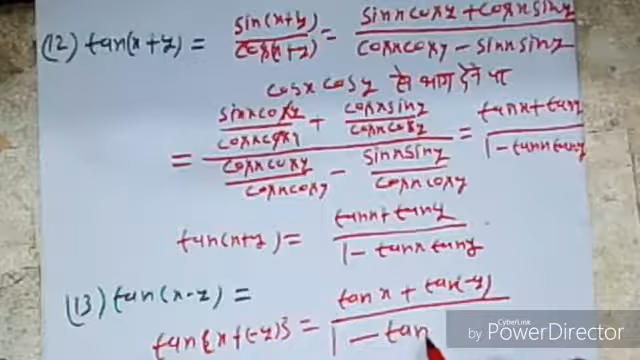 (12) tan(x+y) = sin(x+y)/cos(x+y) = sinx cosy + cosx siny / cosx cosy - sinx siny
cosx cosy से भाग देने पर
= (sinx cosy/cosx cosy + cosx siny/cosx cosy) / (cosx cosy/cosx cosy - sinx siny/cosx cosy) = tanx + tany / 1 - tanx tany
tan(x+y) = tanx + tany / 1 - tanx tany
(13) tan(x-y) =
tan{x+(-y)} = tan x + tan(-y) / 1 - tan
CyberLink
by PowerDirector